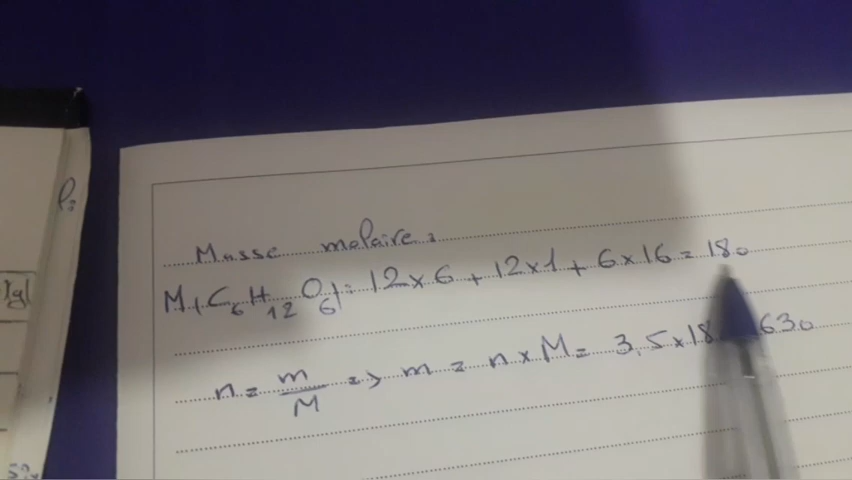 Masse molaire:
M(C6H12O6) = 12 x 6 + 12 x 1 + 6 x 16 = 180
n = m/M => m = n x M = 3,5 x 18 630